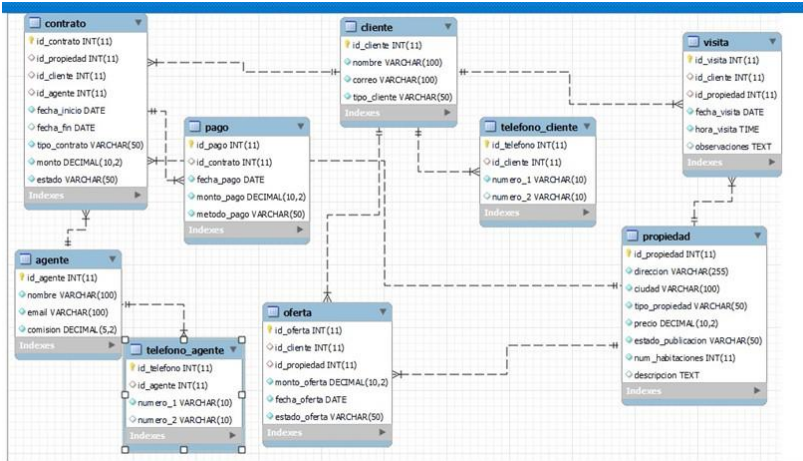 contrato
id_contrato INT(11)
id_propiedad INT(11)
id_cliente INT(11)
id_agente INT(11)
fecha_inicio DATE
fecha_fin DATE
tipo_contrato VARCHAR(50)
monto DECIMAL(10,2)
estado VARCHAR(50)
Indexes
cliente
id_cliente INT(11)
nombre VARCHAR(100)
correo VARCHAR(100)
tipo_cliente VARCHAR(50)
Indexes
visita
id_visita INT(11)
id_cliente INT(11)
id_propiedad INT(11)
fecha_visita DATE
hora_visita TIME
observaciones TEXT
Indexes
pago
id_pago INT(11)
id_contrato INT(11)
fecha_pago DATE
monto_pago DECIMAL(10,2)
metodo_pago VARCHAR(50)
Indexes
telefono_cliente
id_telefono INT(11)
id_cliente INT(11)
numero_1 VARCHAR(10)
numero_2 VARCHAR(10)
Indexes
agente
id_agente INT(11)
nombre VARCHAR(100)
email VARCHAR(100)
comision DECIMAL(5,2)
Indexes
propiedad
id_propiedad INT(11)
direccion VARCHAR(255)
ciudad VARCHAR(100)
tipo_propiedad VARCHAR(50)
precio DECIMAL(10,2)
estado_publicacion VARCHAR(50)
num_habitaciones INT(11)
descripcion TEXT
Indexes
telefono_agente
id_telefono INT(11)
id_agente INT(11)
numero_1 VARCHAR(10)
numero_2 VARCHAR(10)
Indexes
oferta
id_oferta INT(11)
id_cliente INT(11)
id_propiedad INT(11)
monto_oferta DECIMAL(10,2)
fecha_oferta DATE
estado_oferta VARCHAR(50)
Indexes